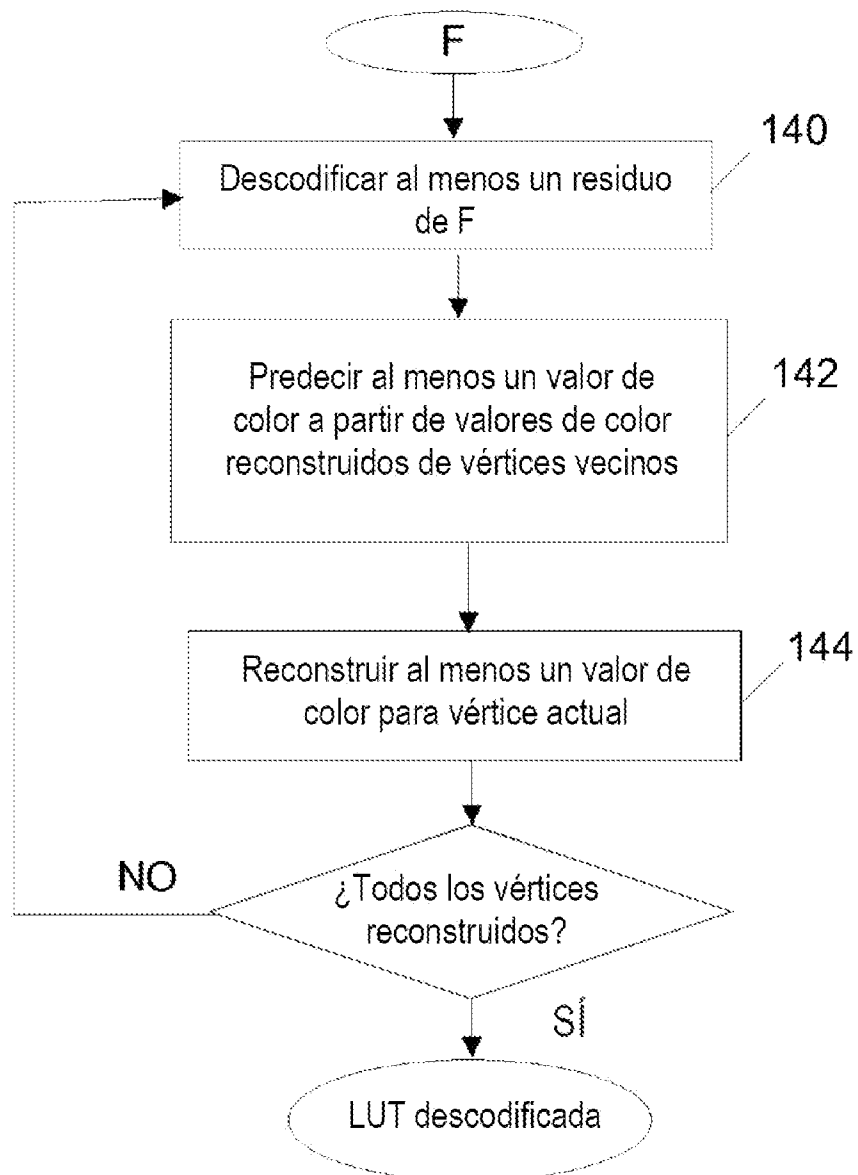 F
140
Descodificar al menos un residuo
de F
142
Predecir al menos un valor de
color a partir de valores de color
reconstruidos de vértices vecinos
144
Reconstruir al menos un valor de
color para vértice actual
NO
¿Todos los vértices
reconstruidos?
SÍ
LUT descodificada